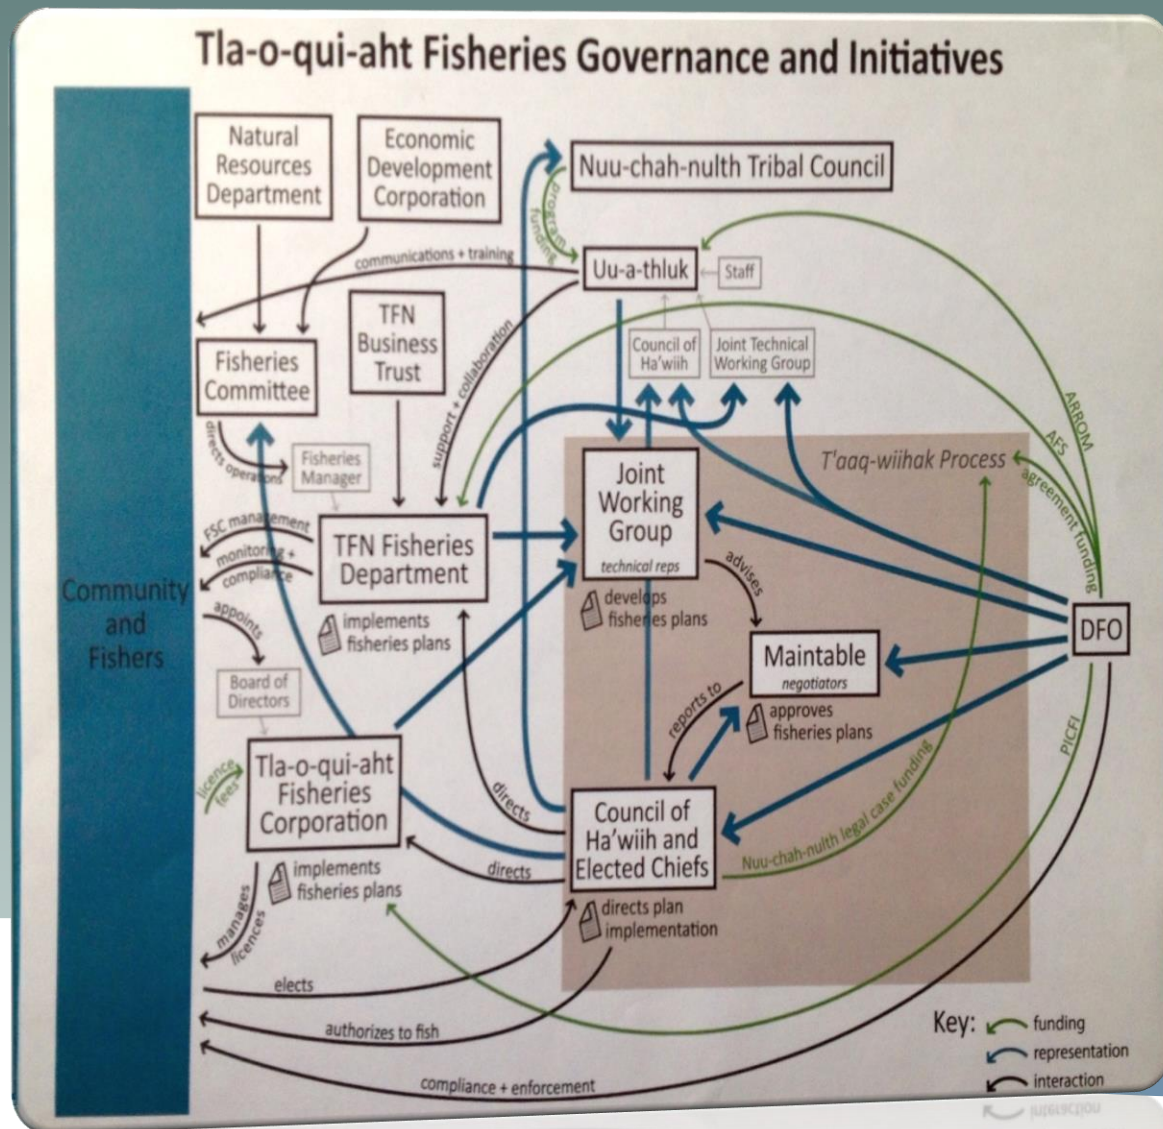 Tla-o-qui-aht Fisheries Governance and Initiatives
Natural
Resources
Department
Economic
Development
Corporation
Nuu-chah-nulth Tribal Council
program
funding
communications + training
Uu-a-thluk
Staff
TFN
Business
Trust
support + collaboration
Council of
Ha'wiih
Joint Technical
Working Group
Fisheries
Committee
directs operations
Fisheries
Manager
ARROM
AFS
agreement funding
T'aaq-wiihak Process
Joint
Working
Group
technical reps
develops
fisheries plans
advises
FSC management
monitoring +
compliance
TFN Fisheries
Department
implements
fisheries plans
Community
and
Fishers
appoints
Board of
Directors
DFO
Maintable
negotiators
approves
fisheries plans
reports to
PICFI
licence
fees
Tla-o-qui-aht
Fisheries
Corporation
implements
fisheries plans
directs
directs
Council of
Ha'wiih and
Elected Chiefs
directs plan
implementation
Nuu-chah-nulth legal case funding
manages
licences
elects
authorizes to fish
compliance + enforcement
Key:
funding
representation
interaction